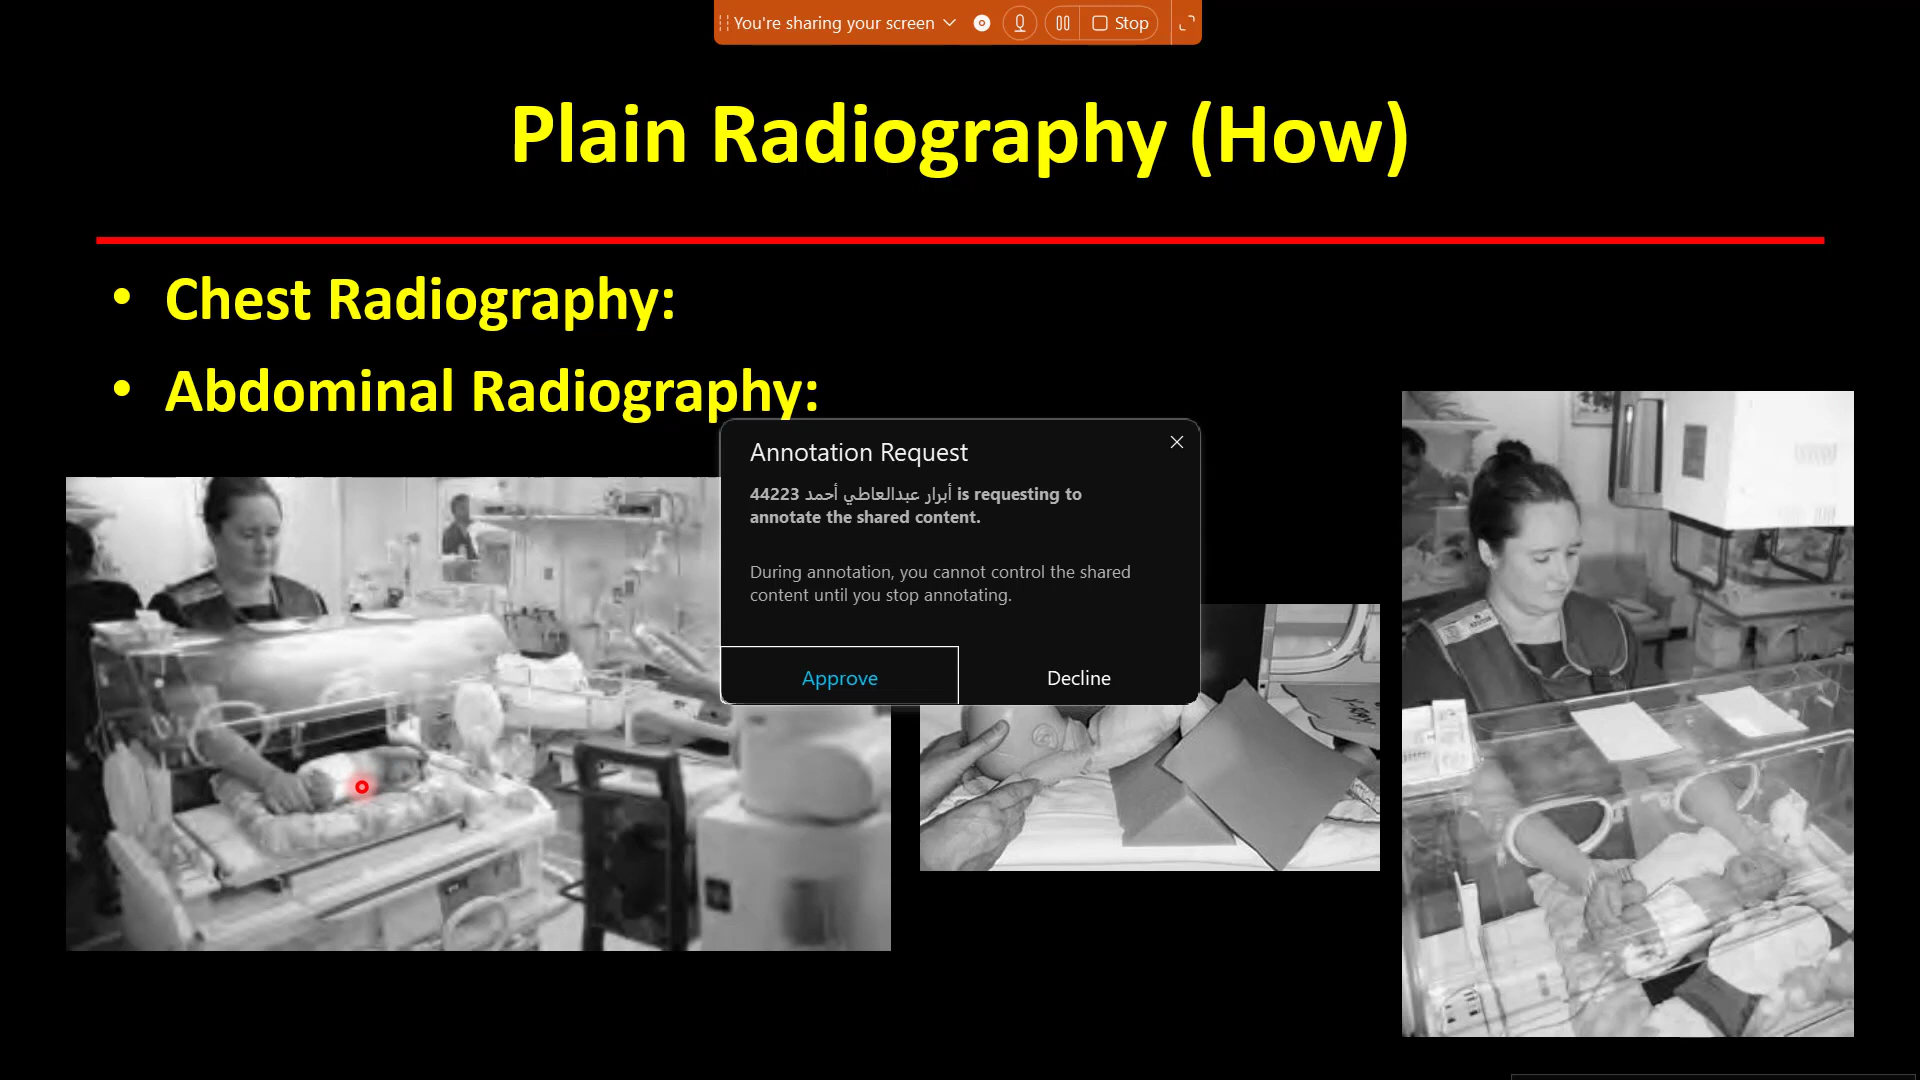 You're sharing your screen
Stop
Plain Radiography (How)
• Chest Radiography:
• Abdominal Radiography:
Annotation Request
44223 أبرار عبدالعاطي أحمد is requesting to
annotate the shared content.
During annotation, you cannot control the shared
content until you stop annotating.
Approve
Decline
X-RAY